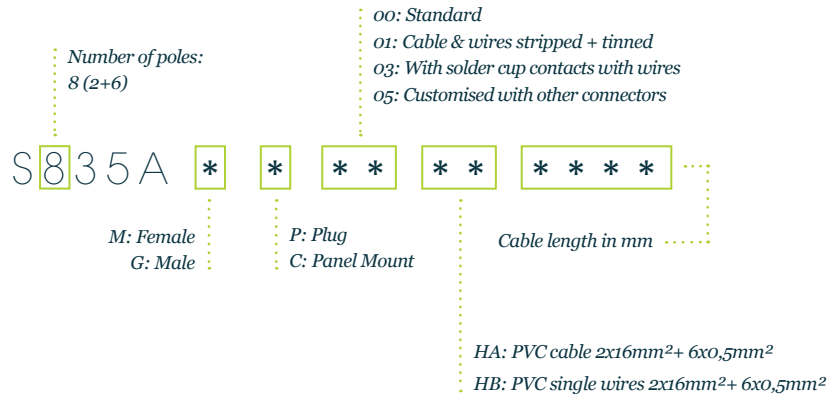 00: Standard
01: Cable & wires stripped + tinned
03: With solder cup contacts with wires
05: Customised with other connectors
Number of poles:
8 (2+6)
S835A * * ** ** ****
M: Female
G: Male
P: Plug
C: Panel Mount
Cable length in mm
HA: PVC cable 2x16mm²+ 6x0,5mm²
HB: PVC single wires 2x16mm²+ 6x0,5mm²